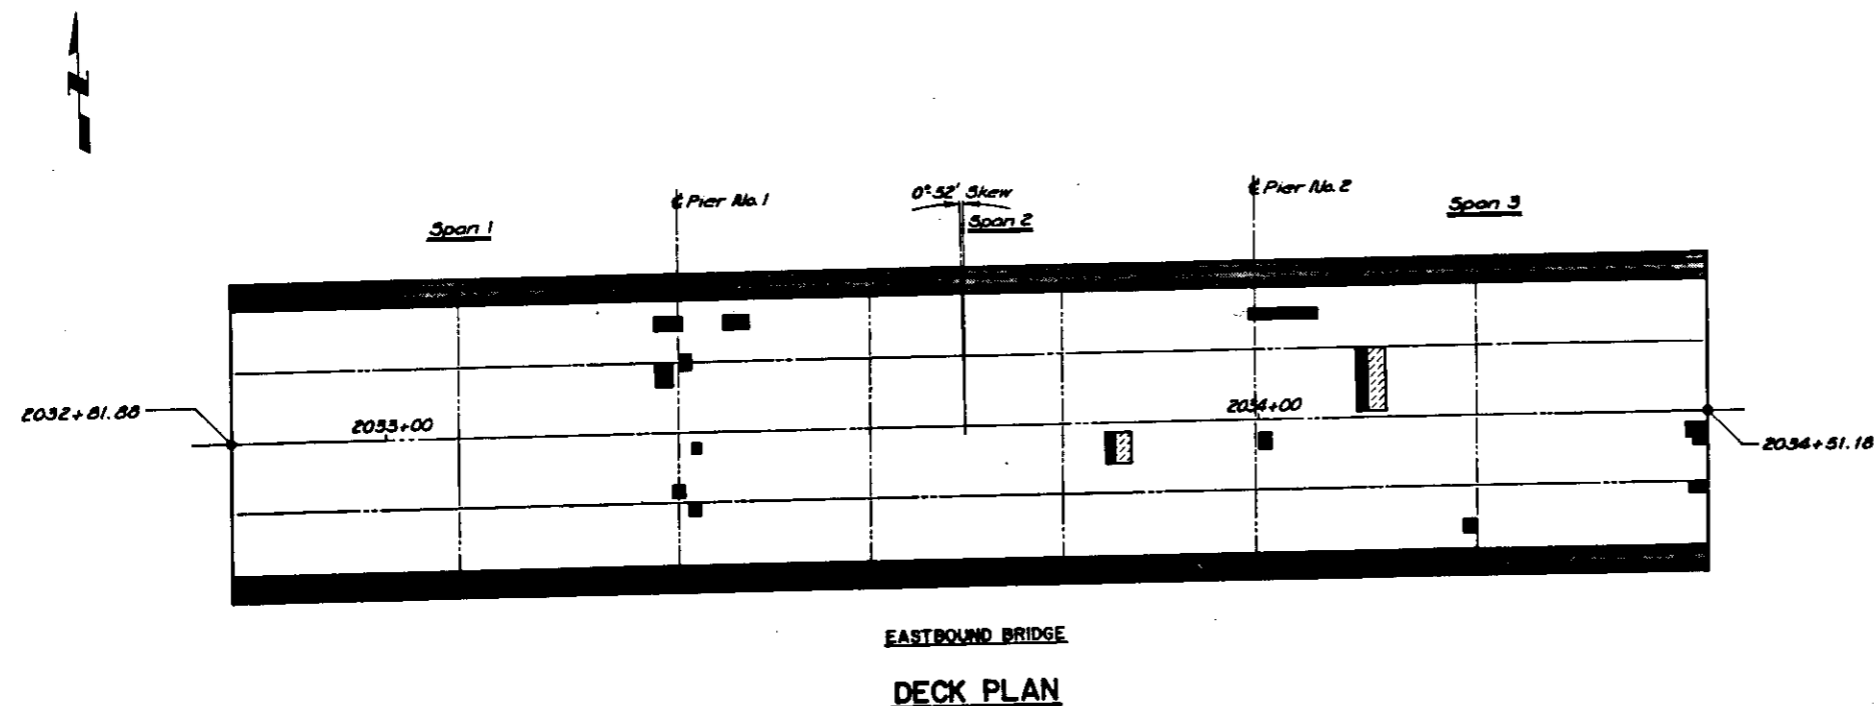 N
0°-52' Skew
℄ Pier No. 1
℄ Pier No. 2
Span 1
Span 2
Span 3
2032+81.88
2033+00
2034+00
2034+51.18
EASTBOUND BRIDGE
DECK PLAN